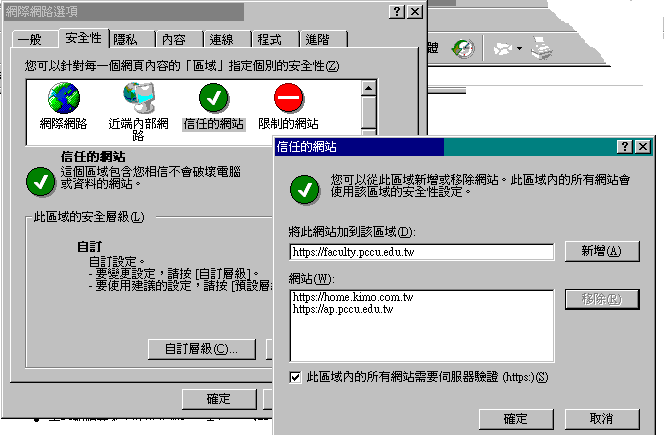 網際網路選項
一般 安全性 隱私 內容 連線 程式 進階
您可以針對每一個網頁內容的「區域」指定個別的安全性(Z)
網際網路 近端內部網路 信任的網站 限制的網站
信任的網站
這個區域包含您相信不會破壞電腦
或資料的網站。
此區域的安全層級(L)
自訂
自訂設定。
- 要變更設定，請按 [自訂層級]。
- 要使用建議的設定，請按 [預設層級
自訂層級(C)...
確定
信任的網站
您可以從此區域新增或移除網站。此區域內的所有網站會
使用該區域的安全性設定。
將此網站加到該區域(D):
https://faculty.pccu.edu.tw
新增(A)
網站(W):
https://home.kimo.com.tw
https://ap.pccu.edu.tw
移除(R)
此區域內的所有網站需要伺服器驗證 (https:)(S)
確定 取消